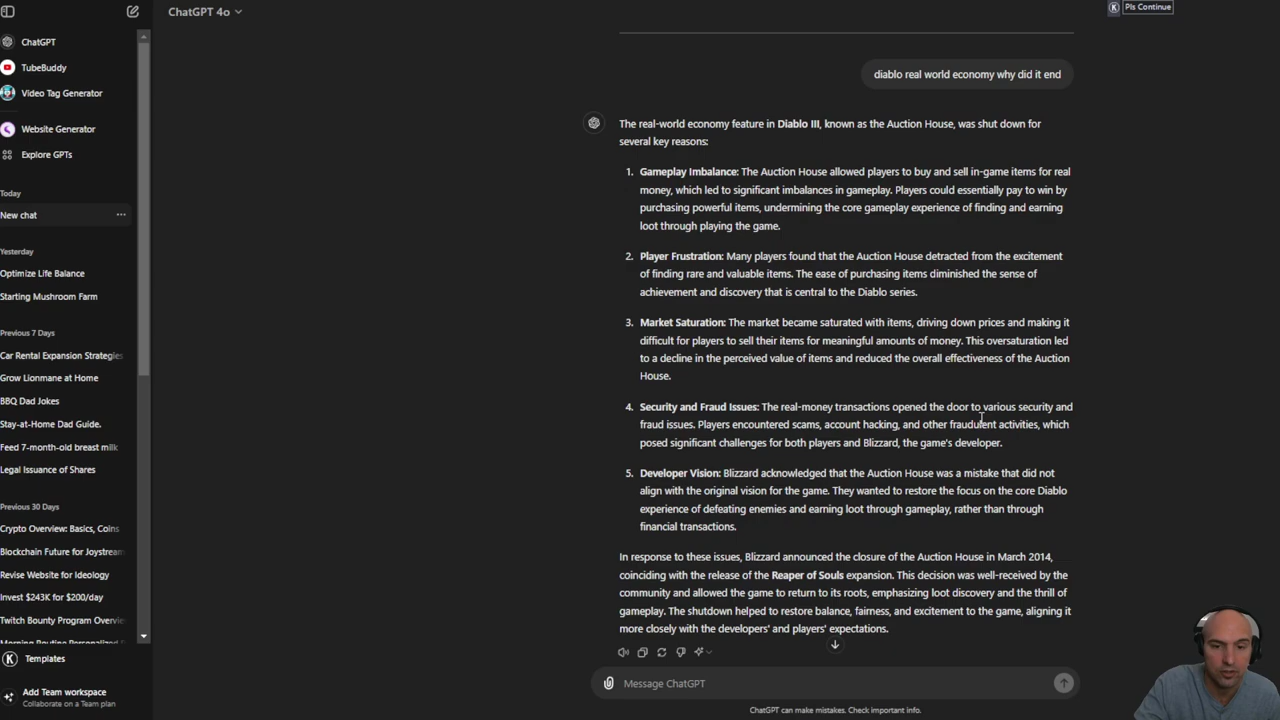 ChatGPT 4o
Pls Continue
ChatGPT
TubeBuddy
Video Tag Generator
Website Generator
Explore GPTs
Today
New chat
Yesterday
Optimize Life Balance
Starting Mushroom Farm
Previous 7 Days
Car Rental Expansion Strategies
Grow Lionmane at Home
BBQ Dad Jokes
Stay-at-Home Dad Guide.
Feed 7-month-old breast milk
Legal Issuance of Shares
Previous 30 Days
Crypto Overview: Basics, Coins
Blockchain Future for Joystream
Revise Website for Ideology
Invest $243K for $200/day
Twitch Bounty Program Overvie
Morning Routine Personalized
Templates
Add Team workspace
Collaborate on a Team plan
diablo real world economy why did it end
The real-world economy feature in Diablo III, known as the Auction House, was shut down for
several key reasons:
1. Gameplay Imbalance: The Auction House allowed players to buy and sell in-game items for real
money, which led to significant imbalances in gameplay. Players could essentially pay to win by
purchasing powerful items, undermining the core gameplay experience of finding and earning
loot through playing the game.
2. Player Frustration: Many players found that the Auction House detracted from the excitement
of finding rare and valuable items. The ease of purchasing items diminished the sense of
achievement and discovery that is central to the Diablo series.
3. Market Saturation: The market became saturated with items, driving down prices and making it
difficult for players to sell their items for meaningful amounts of money. This oversaturation led
to a decline in the perceived value of items and reduced the overall effectiveness of the Auction
House.
4. Security and Fraud Issues: The real-money transactions opened the door to various security and
fraud issues. Players encountered scams, account hacking, and other fraudulent activities, which
posed significant challenges for both players and Blizzard, the game's developer.
5. Developer Vision: Blizzard acknowledged that the Auction House was a mistake that did not
align with the original vision for the game. They wanted to restore the focus on the core Diablo
experience of defeating enemies and earning loot through gameplay, rather than through
financial transactions.
In response to these issues, Blizzard announced the closure of the Auction House in March 2014,
coinciding with the release of the Reaper of Souls expansion. This decision was well-received by the
community and allowed the game to return to its roots, emphasizing loot discovery and the thrill of
gameplay. The shutdown helped to restore balance, fairness, and excitement to the game, aligning it
more closely with the developers' and players' expectations.
Message ChatGPT
ChatGPT can make mistakes. Check important info.